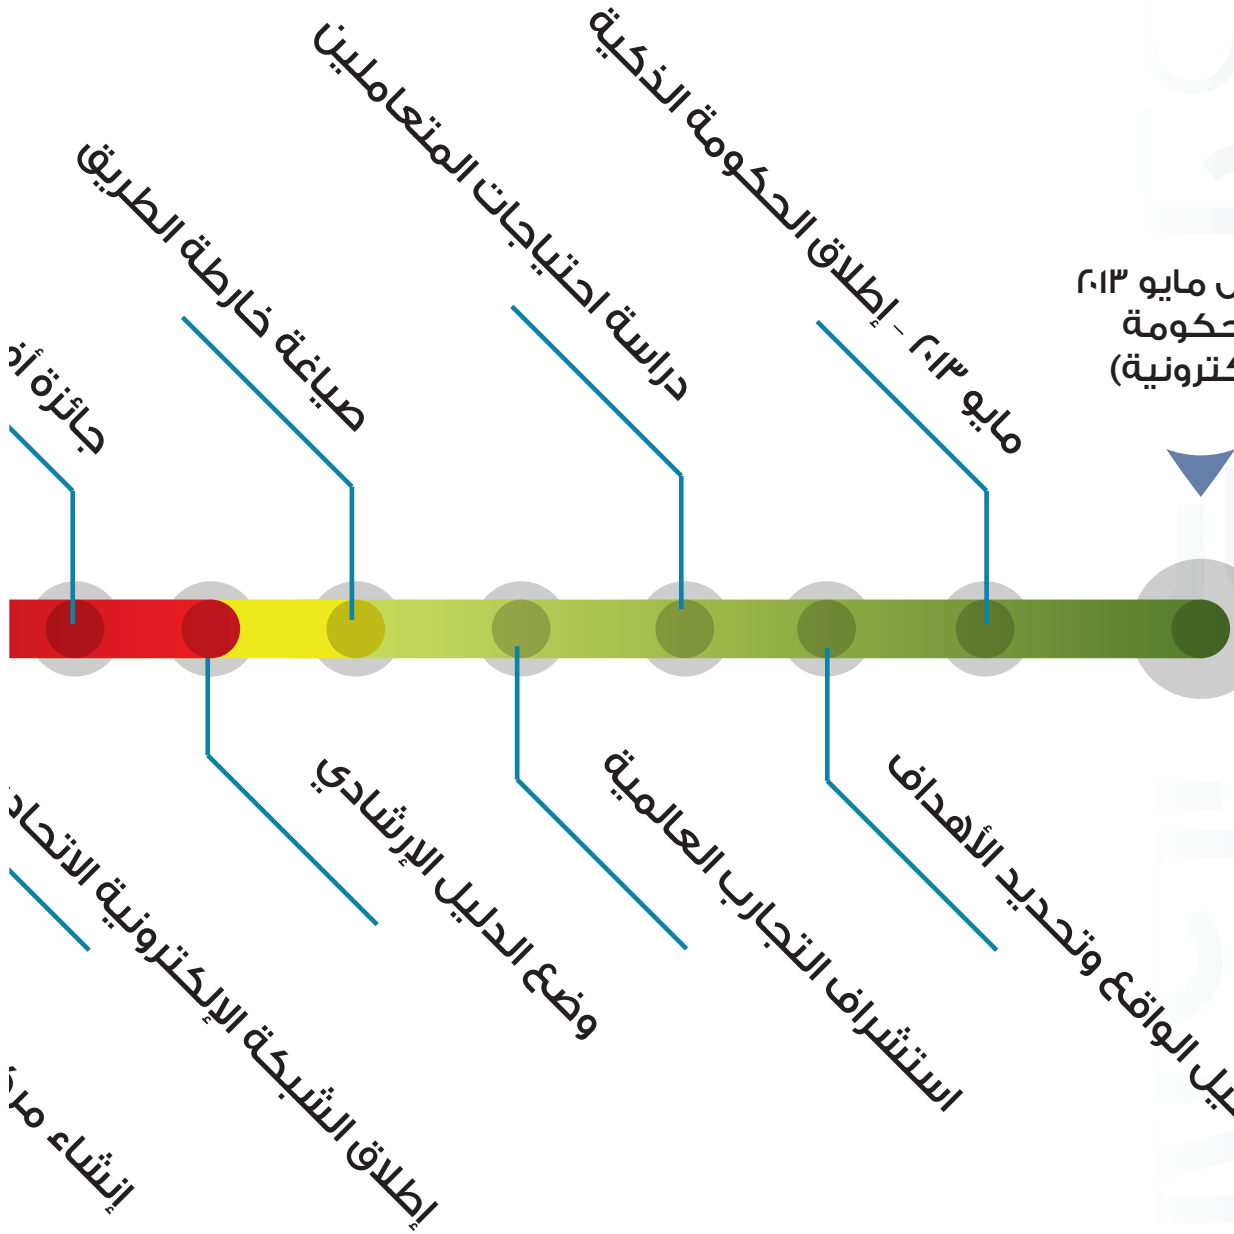 مايو ٢٠١٣
حكومة
كترونية)
مايو ٢٠١٣ - إطلاق الحكومة الذكية
الواقع وتحديد الأهداف
دراسة احتياجات المتعاملين
استشراف التجارب العالمية
صياغة خارطة الطريق
وضع الدليل الإرشادي
إطلاق الشبكة الإلكترونية
جائزة
إنشاء